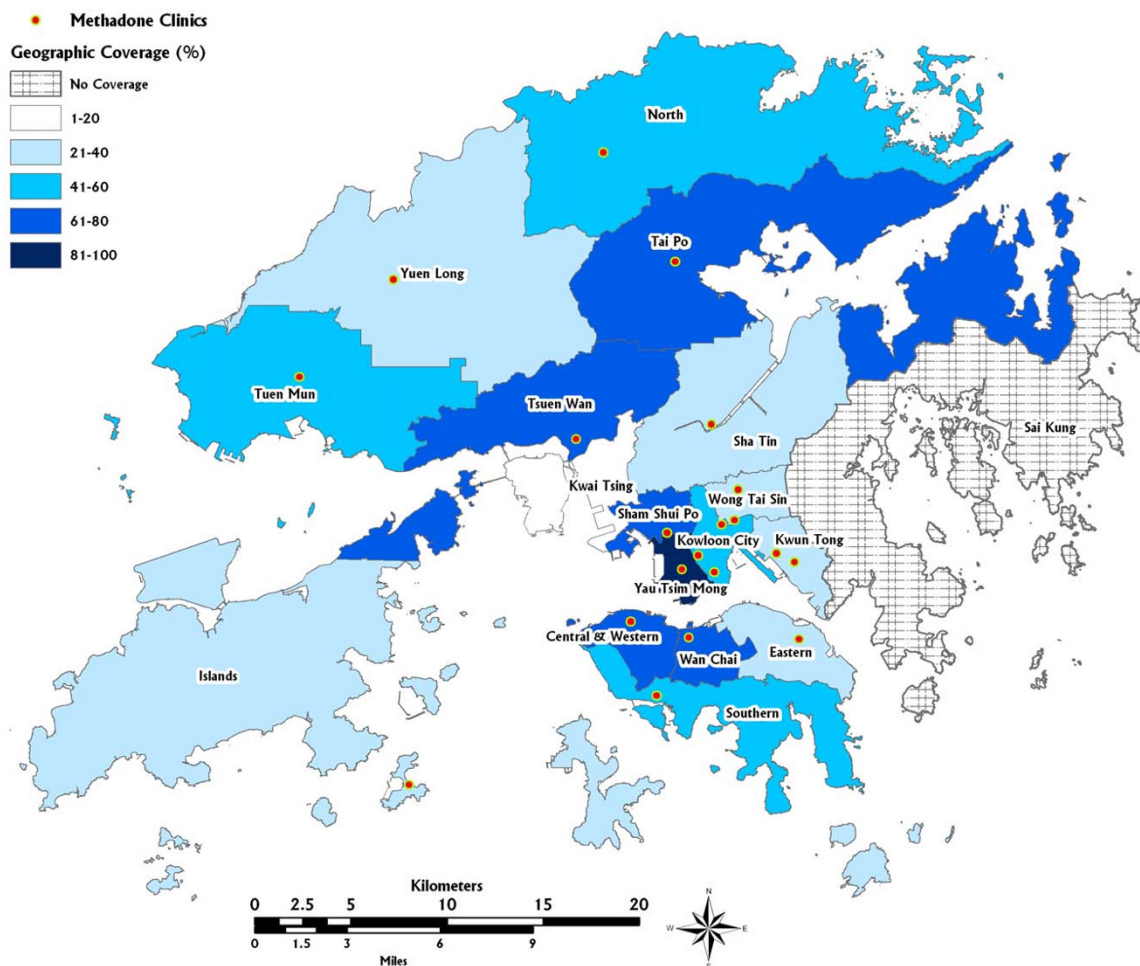 Methadone Clinics
Geographic Coverage (%)
No Coverage
1-20
21-40
41-60
61-80
81-100
North
Tai Po
Yuen Long
Tuen Mun
Tsuen Wan
Sai Kung
Sha Tin
Kwai Tsing
Wong Tai Sin
Sham Shui Po
Kowloon City
Kwun Tong
Yau Tsim Mong
Central & Western
Wan Chai
Eastern
Islands
Southern
Kilometers
0 2.5 5 10 15 20
0 1.5 3 6 9
Miles
N
W E
S